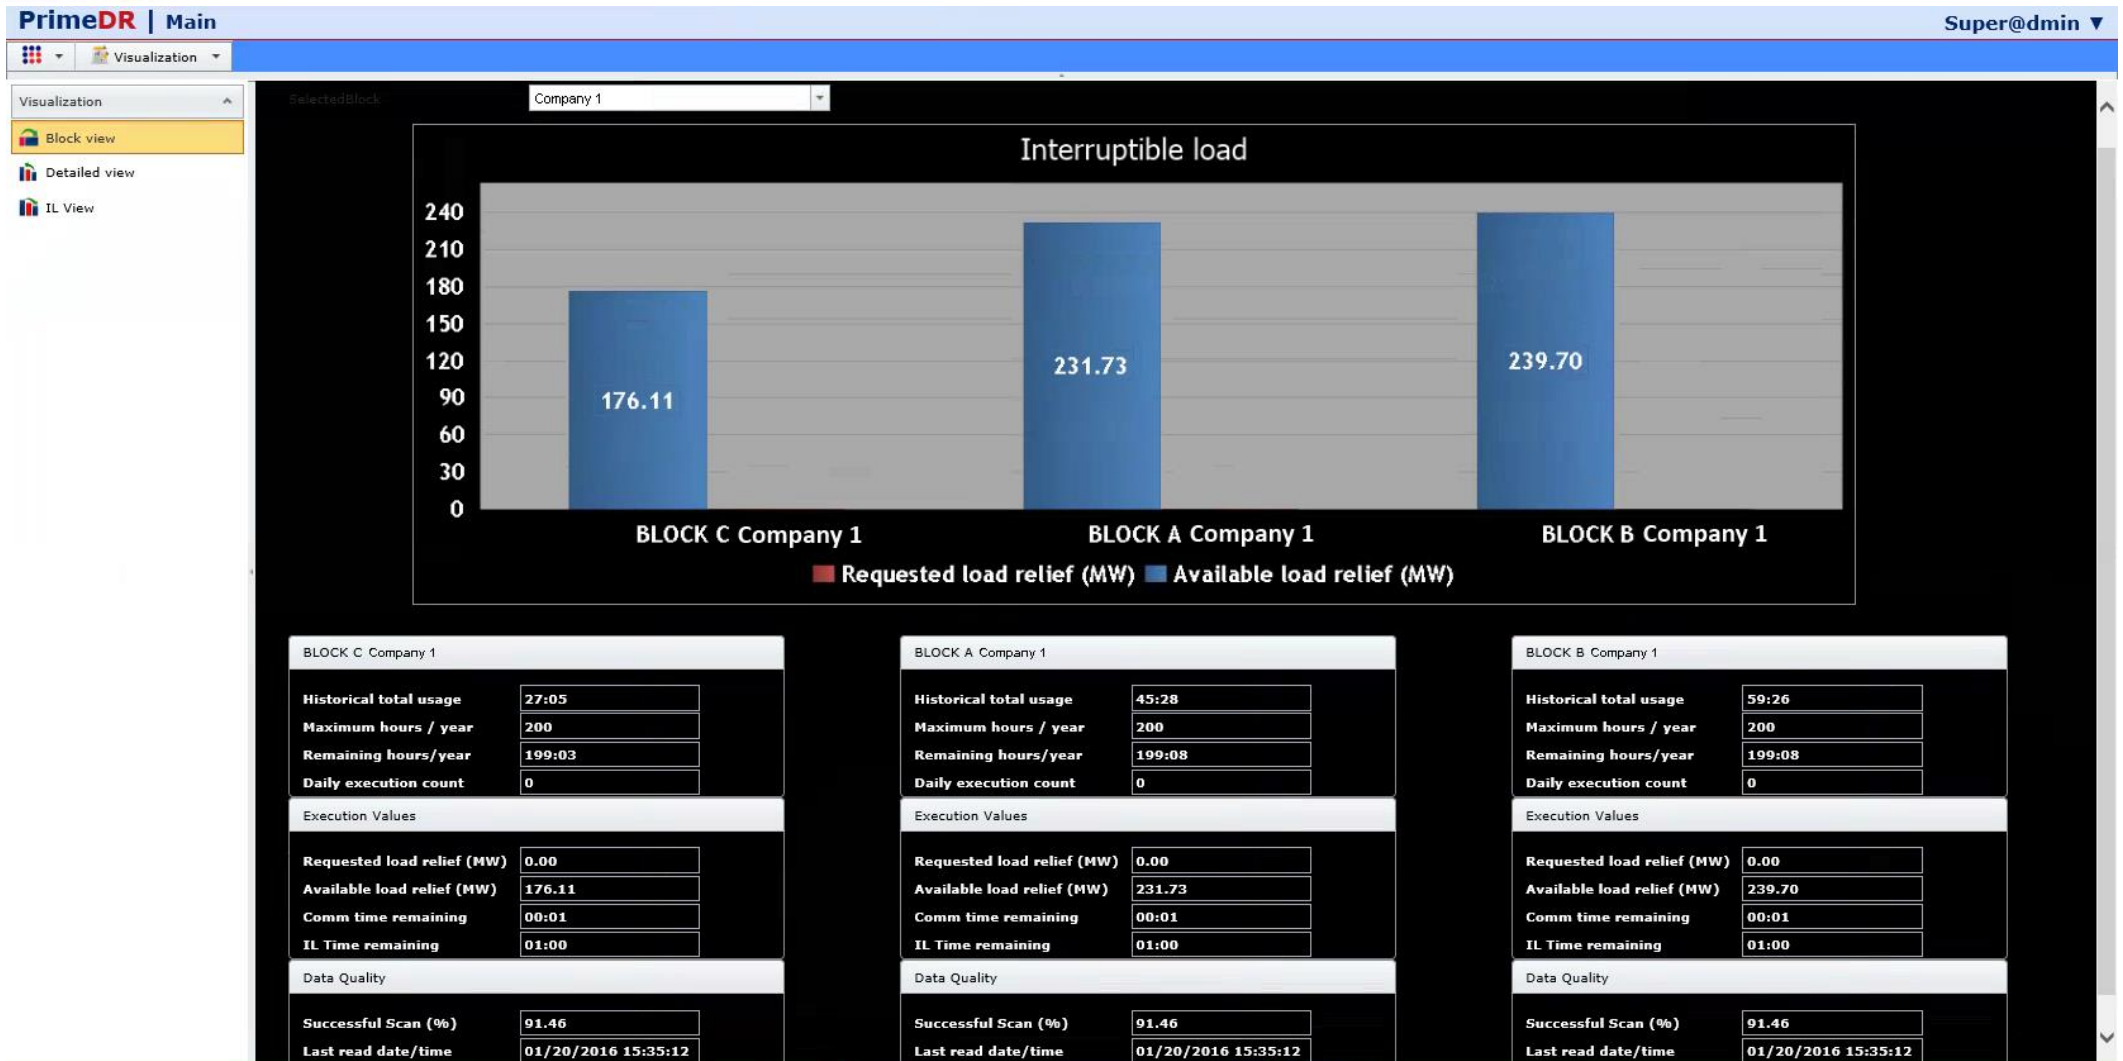 PrimeDR | Main
Super@dmin ▼
Visualization
Visualization
Block view
Detailed view
IL View
SelectedBlock
Company 1
Interruptible load
240
210
180
150
120
90
60
30
0
176.11
231.73
239.70
BLOCK C Company 1
BLOCK A Company 1
BLOCK B Company 1
Requested load relief (MW) Available load relief (MW)
BLOCK C Company 1
Historical total usage 27:05
Maximum hours / year 200
Remaining hours/year 199:03
Daily execution count 0
Execution Values
Requested load relief (MW) 0.00
Available load relief (MW) 176.11
Comm time remaining 00:01
IL Time remaining 01:00
Data Quality
Successful Scan (%) 91.46
Last read date/time 01/20/2016 15:35:12
BLOCK A Company 1
Historical total usage 45:28
Maximum hours / year 200
Remaining hours/year 199:08
Daily execution count 0
Execution Values
Requested load relief (MW) 0.00
Available load relief (MW) 231.73
Comm time remaining 00:01
IL Time remaining 01:00
Data Quality
Successful Scan (%) 91.46
Last read date/time 01/20/2016 15:35:12
BLOCK B Company 1
Historical total usage 59:26
Maximum hours / year 200
Remaining hours/year 199:08
Daily execution count 0
Execution Values
Requested load relief (MW) 0.00
Available load relief (MW) 239.70
Comm time remaining 00:01
IL Time remaining 01:00
Data Quality
Successful Scan (%) 91.46
Last read date/time 01/20/2016 15:35:12